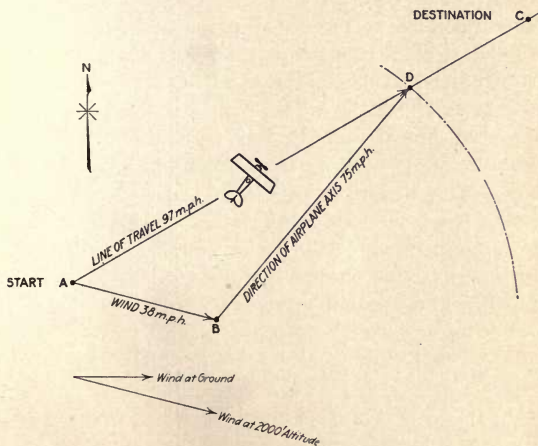 DESTINATION C
D
N
LINE OF TRAVEL 97 m.p.h.
DIRECTION OF AIRPLANE AXIS 75 m.p.h.
START A
WIND 38 m.p.h.
B
Wind at Ground
Wind at 2000' Altitude